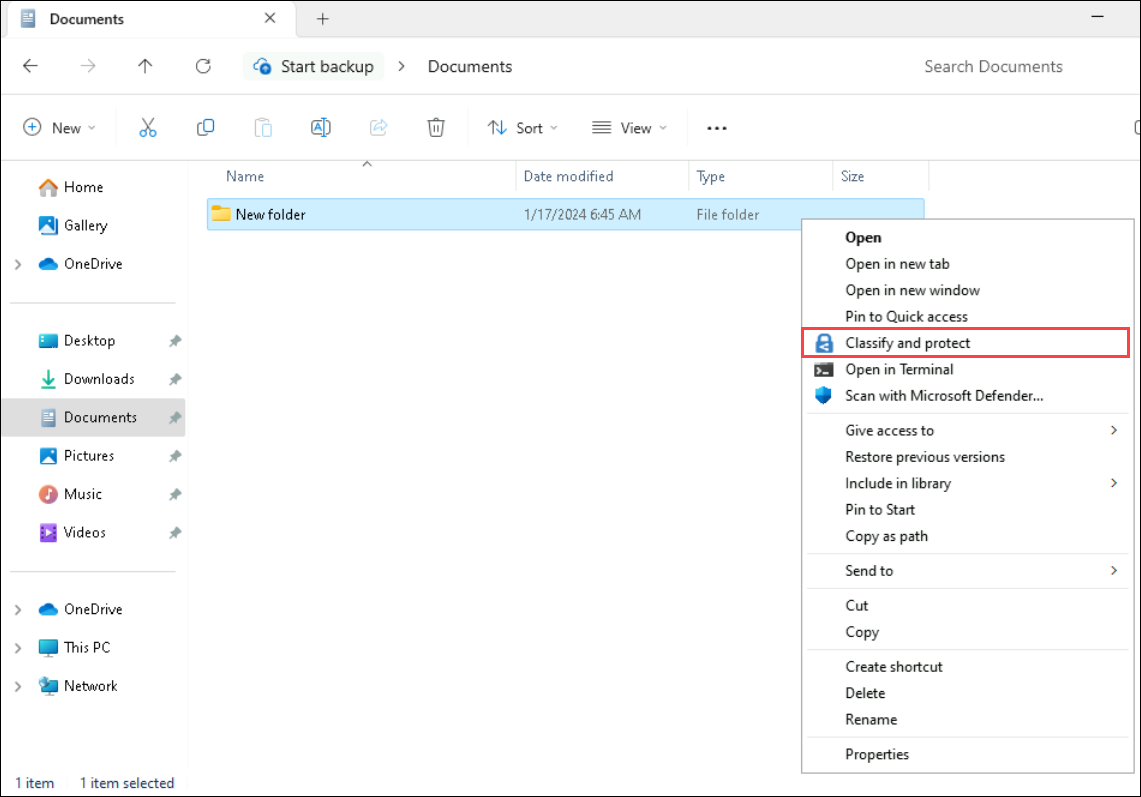 Documents
Start backup > Documents
Search Documents
New
Sort
View
Name
Date modified
Type
Size
Home
Gallery
OneDrive
Desktop
Downloads
Documents
Pictures
Music
Videos
OneDrive
This PC
Network
New folder
1/17/2024 6:45 AM
File folder
Open
Open in new tab
Open in new window
Pin to Quick access
Classify and protect
Open in Terminal
Scan with Microsoft Defender...
Give access to
Restore previous versions
Include in library
Pin to Start
Copy as path
Send to
Cut
Copy
Create shortcut
Delete
Rename
Properties
1 item
1 item selected